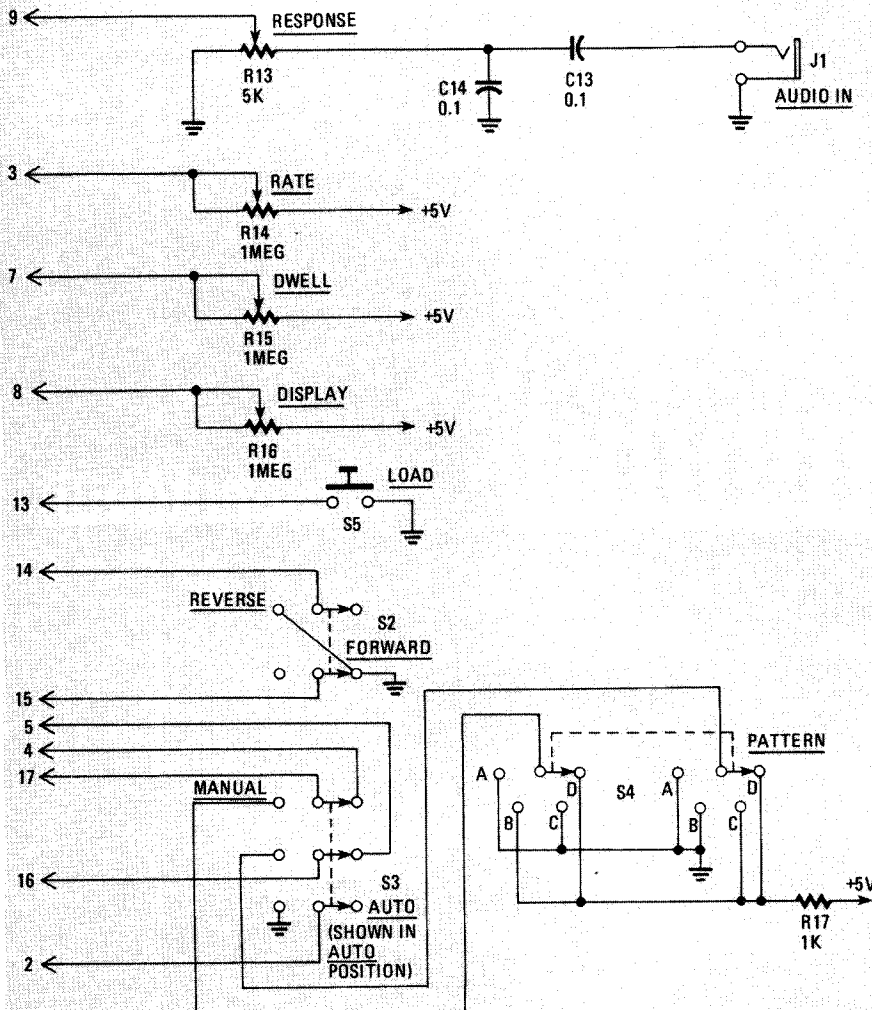 9
RESPONSE
R13
5K
C14
0.1
C13
0.1
J1
AUDIO IN
3
RATE
+5V
R14
1MEG
7
DWELL
+5V
R15
1MEG
8
DISPLAY
+5V
R16
1MEG
LOAD
13
S5
14
REVERSE
S2
FORWARD
15
5
4
17
MANUAL
PATTERN
A
D
S4
A
D
B
C
B
C
16
S3
AUTO
+5V
R17
1K
(SHOWN IN
AUTO
POSITION)
2